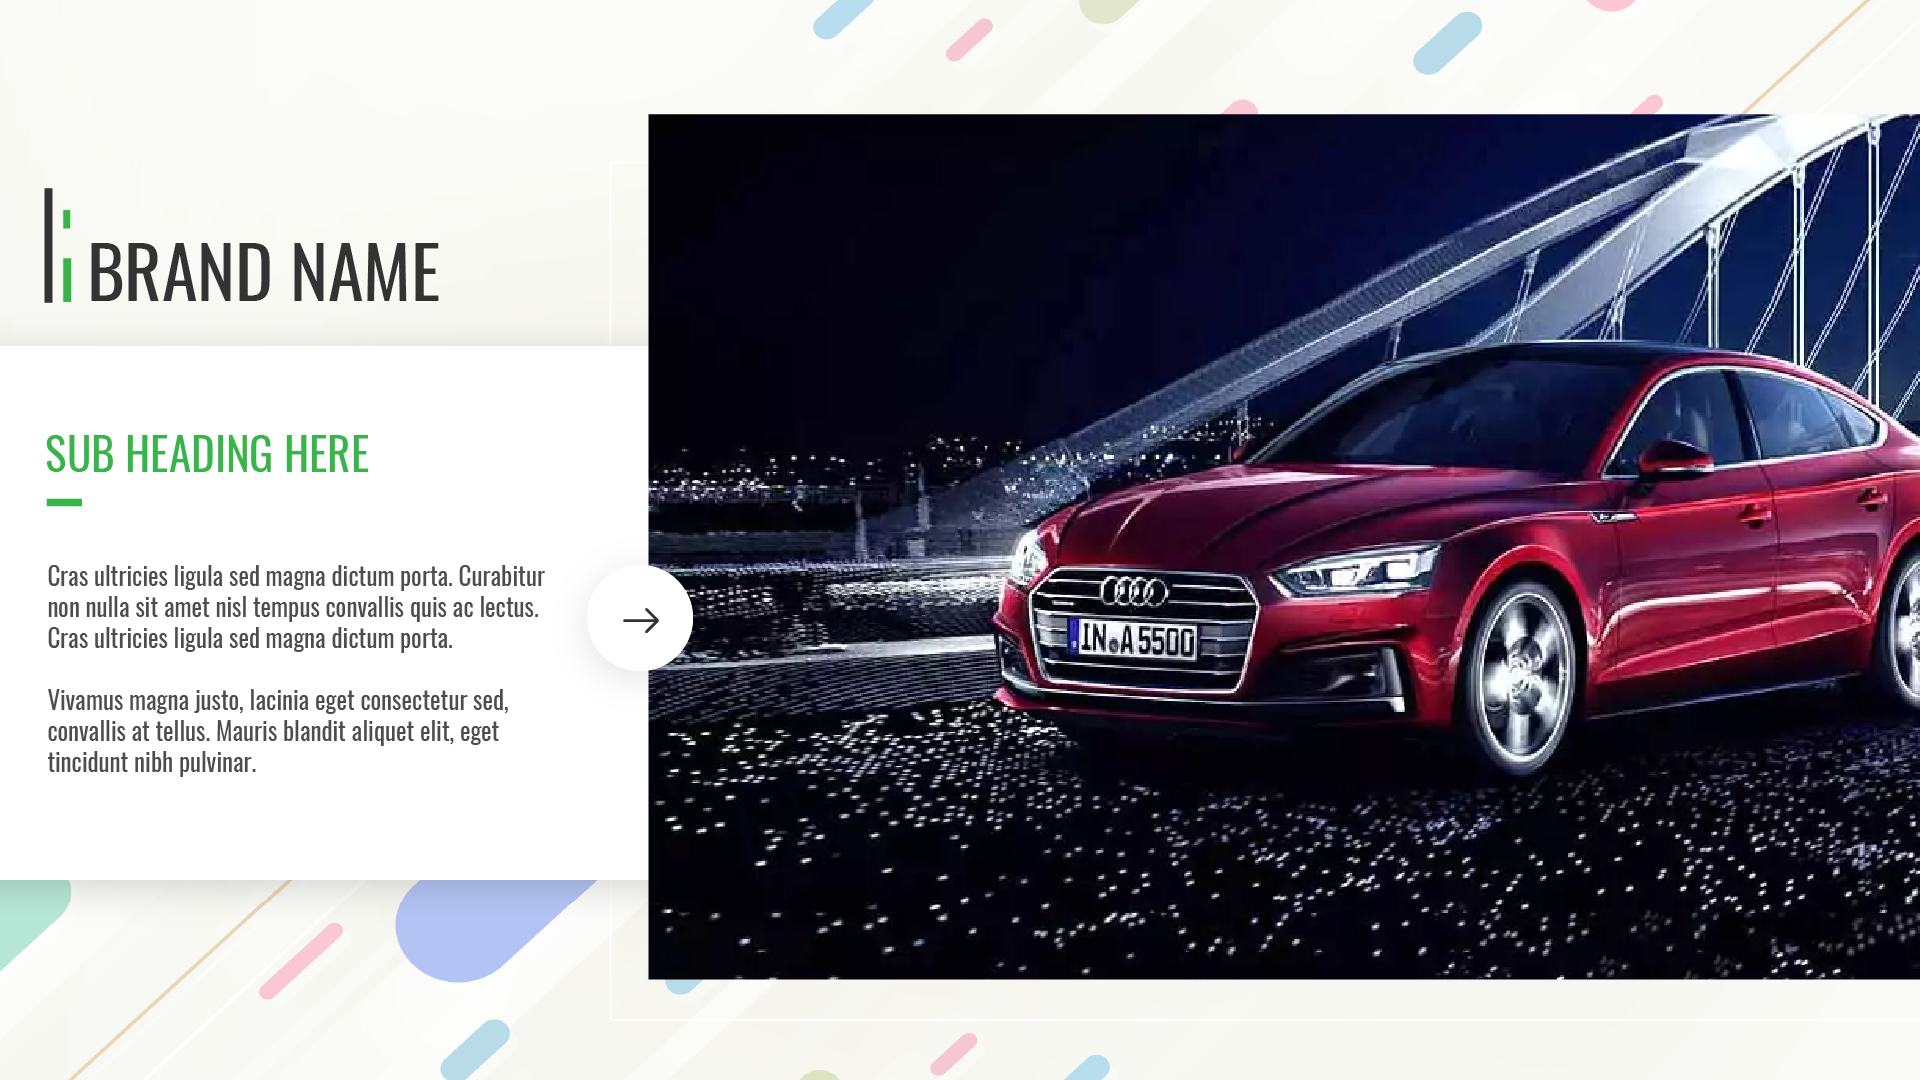 BRAND NAME
SUB HEADING HERE
Cras ultricies ligula sed magna dictum porta. Curabitur
non nulla sit amet nisl tempus convallis quis ac lectus.
Cras ultricies ligula sed magna dictum porta.
Vivamus magna justo, lacinia eget consectetur sed,
convallis at tellus. Mauris blandit aliquet elit, eget
tincidunt nibh pulvinar.
IN A 5500